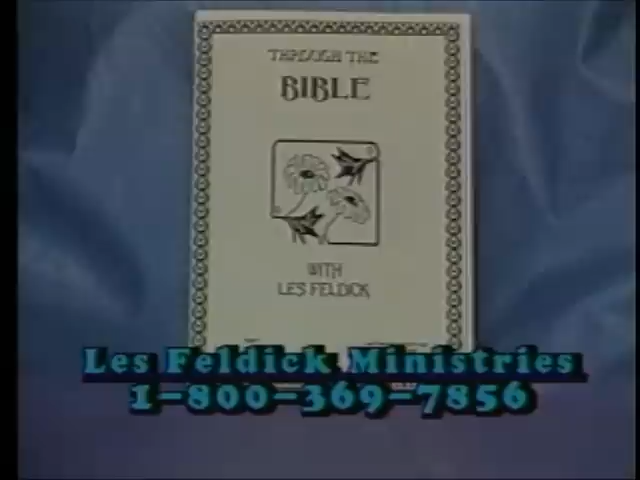 THROUGH THE
BIBLE
WITH
LES FELDICK
Les Feldick Ministries
1-800-369-7856